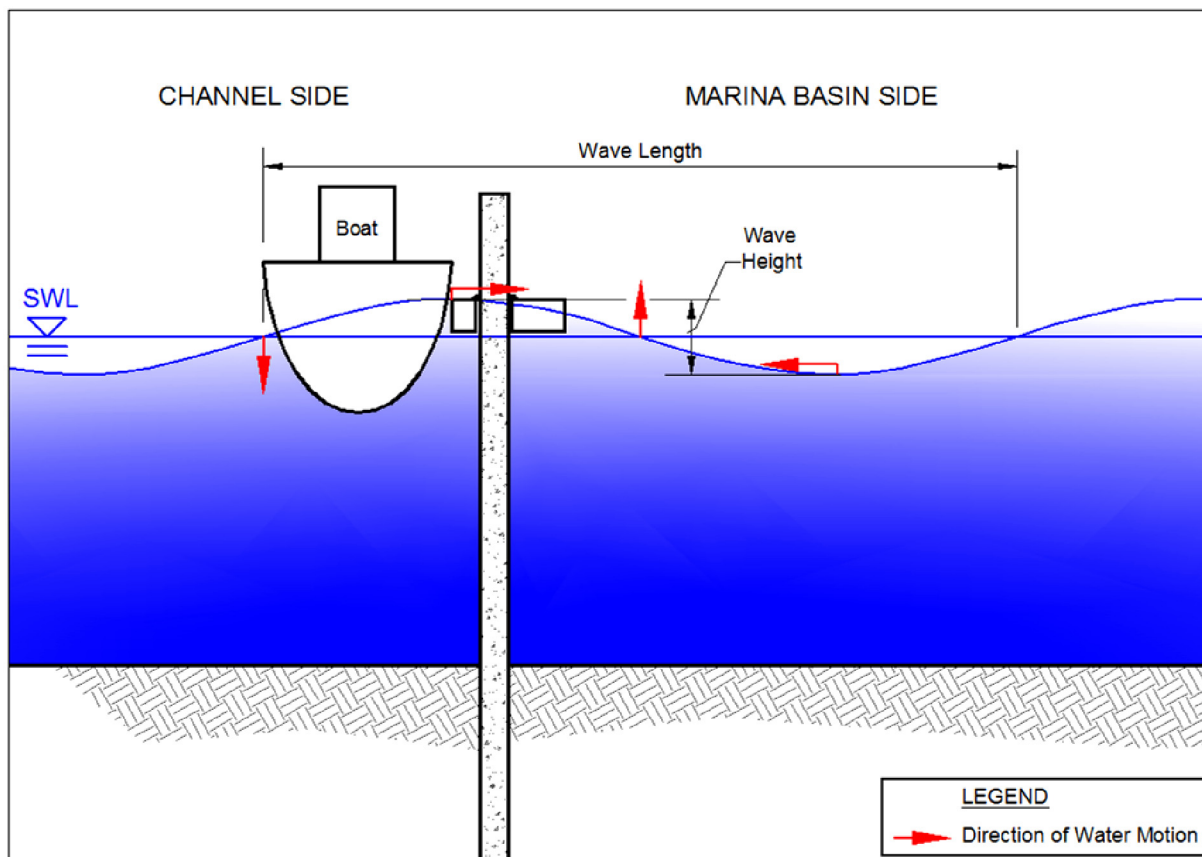 CHANNEL SIDE
MARINA BASIN SIDE
Wave Length
Boat
Wave
Height
SWL
LEGEND
Direction of Water Motion